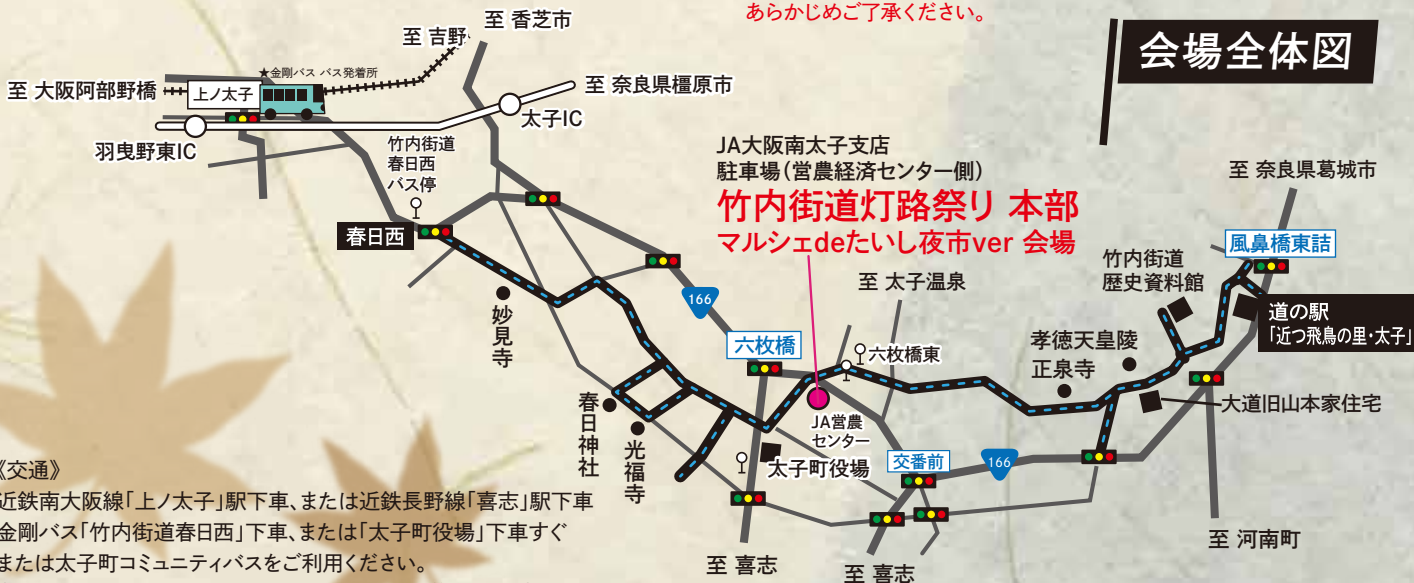 あらかじめご了承ください。
会場全体図
至 香芝市
至 吉野
★金剛バス バス発着所
至 大阪阿部野橋
上ノ太子
至 奈良県橿原市
太子IC
羽曳野東IC
竹内街道
春日西
バス停
春日西
JA大阪南太子支店
駐車場(営農経済センター側)
竹内街道灯路祭り 本部
マルシェdeたいし夜市ver 会場
至 奈良県葛城市
風鼻橋東詰
竹内街道
歴史資料館
至 太子温泉
道の駅
「近つ飛鳥の里・太子」
妙見寺
166
六枚橋
六枚橋東
孝徳天皇陵
正泉寺
大道旧山本家住宅
春日神社
光福寺
JA営農
センター
太子町役場
交番前
166
至 河南町
至 喜志
至 喜志
《交通》
近鉄南大阪線「上ノ太子」駅下車、または近鉄長野線「喜志」駅下車
金剛バス「竹内街道春日西」下車、または「太子町役場」下車すぐ
または太子町コミュニティバスをご利用ください。